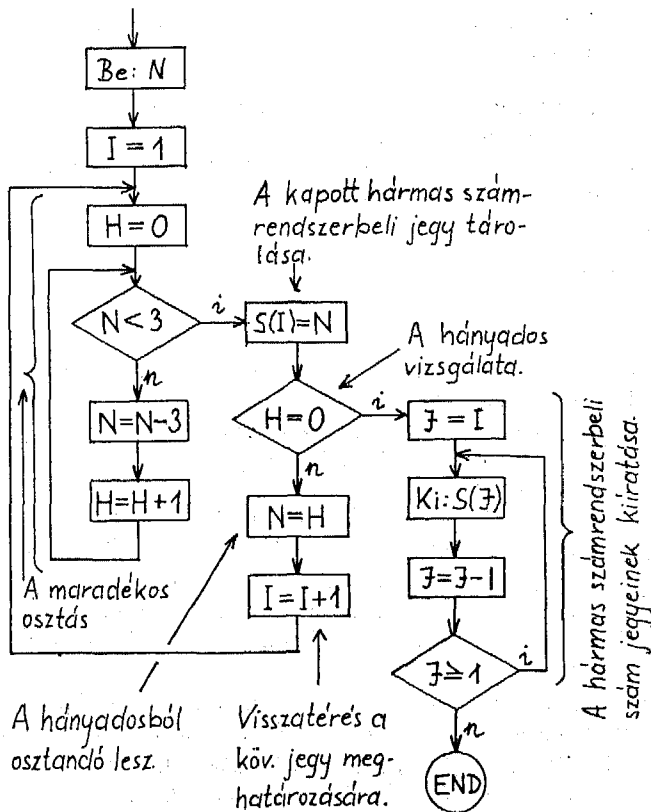 Be: N
I = 1
H = 0
N < 3
i
n
N = N-3
H = H + 1
A maradékos
osztás
A kapott hármas szám-
rendszerbeli jegy táro-
lása.
S(I) = N
A hányados
vizsgálata.
H = 0
i
n
N = H
I = I + 1
A hányadosból
osztandó lesz.
Visszatérés a
köv. jegy meg-
határozására.
J = I
Ki: S(J)
J = J - 1
J ≥ 1
i
n
END
A hármas számrendszerbeli
szám jegyeinek kiíratása.